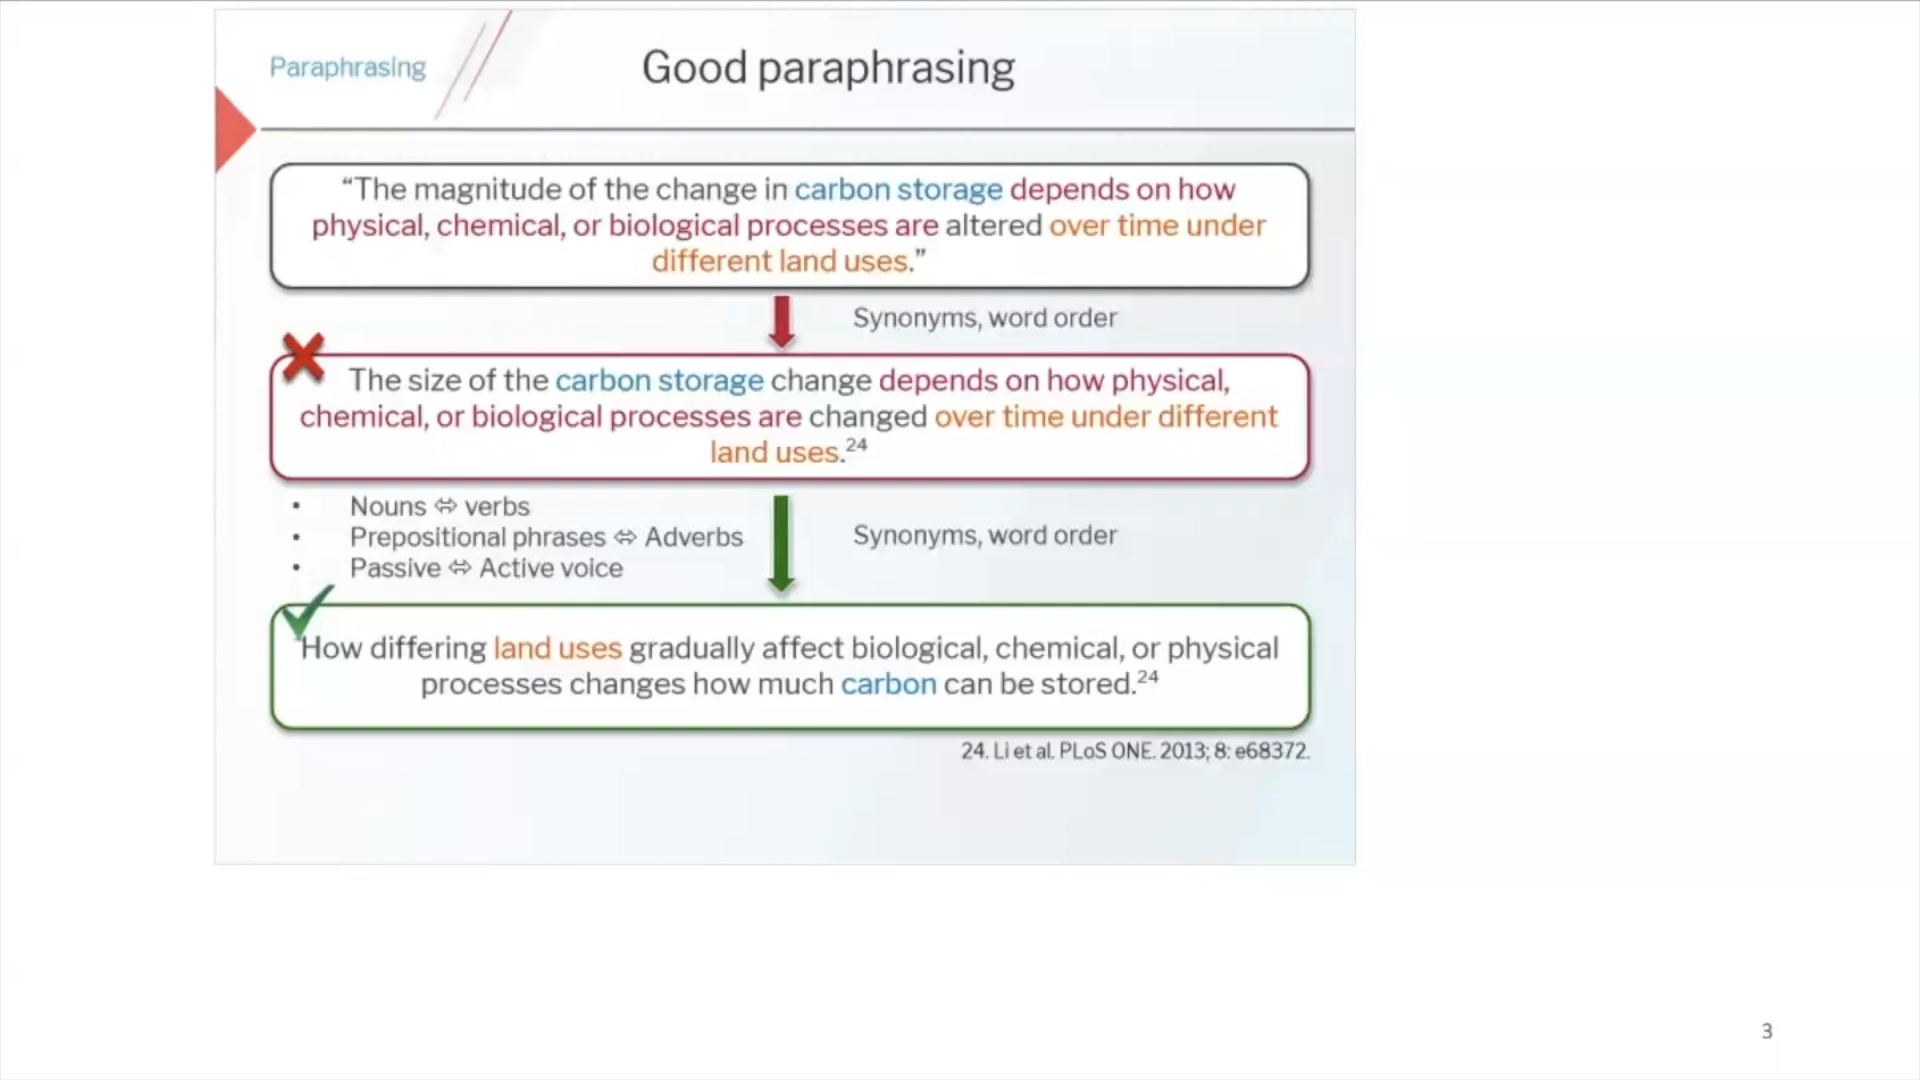 Paraphrasing
Good paraphrasing
“The magnitude of the change in carbon storage depends on how
physical, chemical, or biological processes are altered over time under
different land uses.”
Synonyms, word order
The size of the carbon storage change depends on how physical,
chemical, or biological processes are changed over time under different
land uses.24
• Nouns ⇔ verbs
• Prepositional phrases ⇔ Adverbs
• Passive ⇔ Active voice
Synonyms, word order
How differing land uses gradually affect biological, chemical, or physical
processes changes how much carbon can be stored.24
24. Li et al. PLoS ONE. 2013; 8: e68372.
3